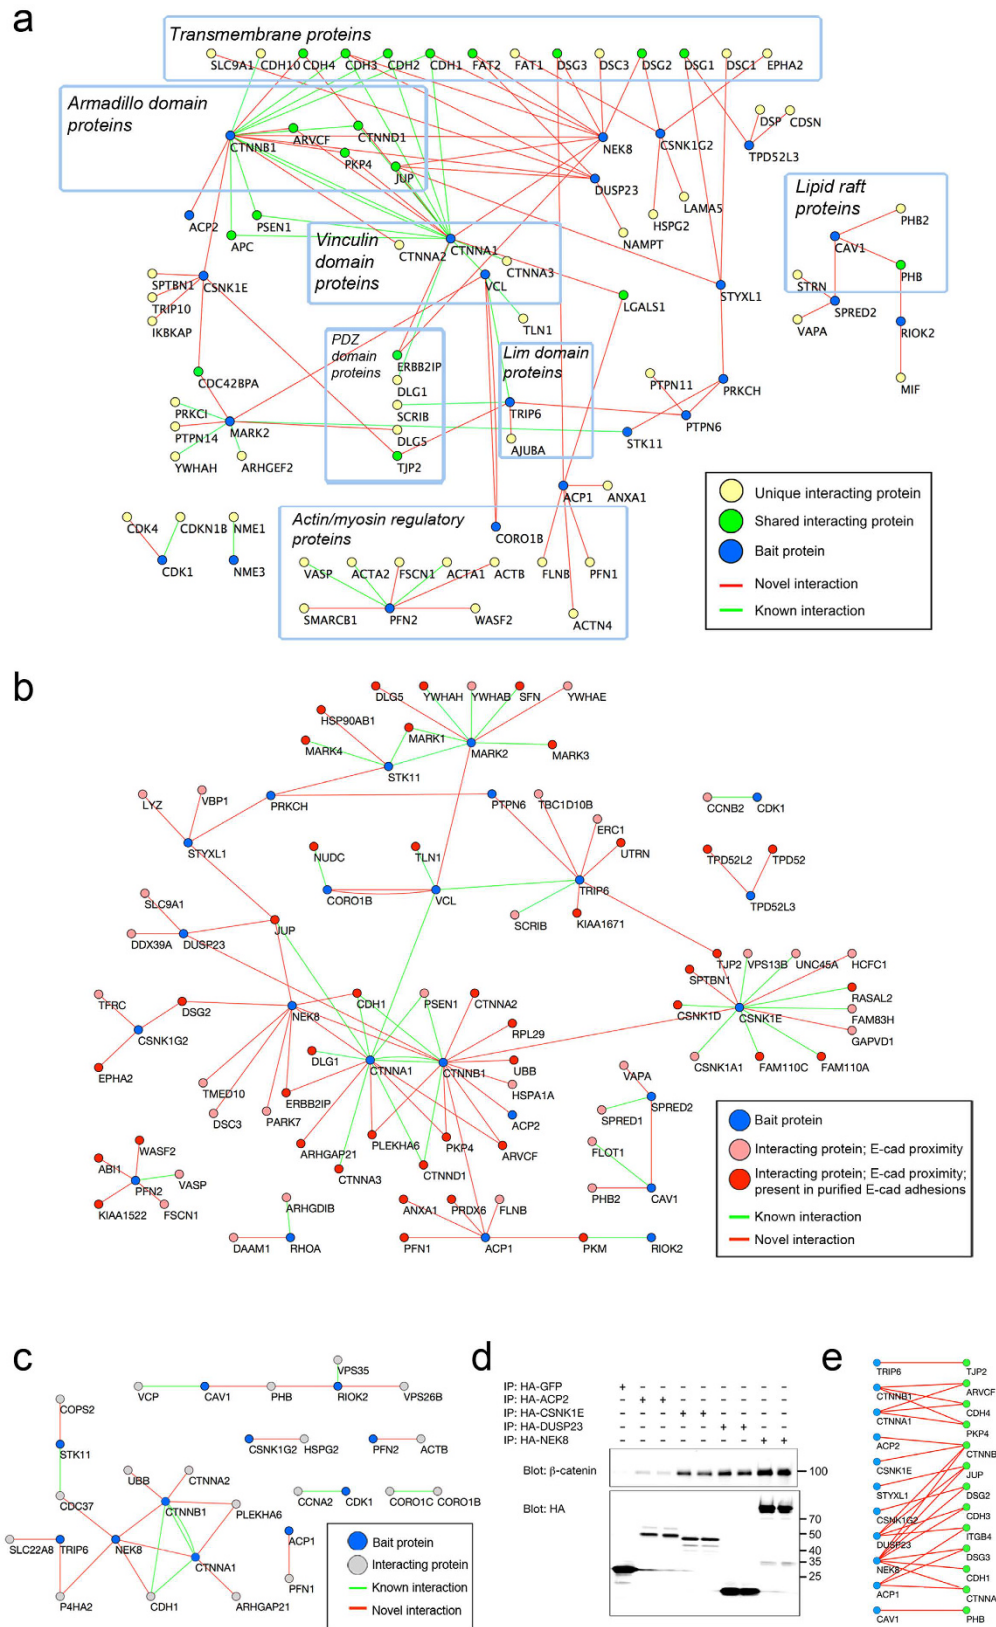 a
Transmembrane proteins
SLC9A1 CDH10 CDH4 CDH3 CDH2 CDH1 FAT2 FAT1 DSG3 DSC3 DSG2 DSG1 DSC1 EPHA2
Armadillo domain
proteins
CTNNB1
ARVCF
CTNND1
PKP4
JUP
NEK8
CSNK1G2
DUSP23
DSP
CDSN
TPD52L3
Lipid raft
proteins
PHB2
CAV1
PHB
STRN
SPRED2
VAPA
RIOK2
MIF
ACP2
PSEN1
APC
LAMA5
HSPG2
NAMPT
Vinculin
domain
proteins
CTNNA2
CTNNA1
CTNNA3
VCL
TLN1
SPTBN1
CSNK1E
TRIP10
IKBKAP
LGALS1
STYXL1
PDZ
domain
proteins
ERBB2IP
DLG1
SCRIB
DLG5
TJP2
Lim domain
proteins
TRIP6
AJUBA
CDC42BPA
PRKCI
PTPN14
MARK2
YWHAH
ARHGEF2
PTPN11
PRKCH
PTPN6
STK11
ACP1
ANXA1
CDK4
CDKN1B
NME1
CDK1
NME3
Actin/myosin regulatory
proteins
CORO1B
VASP ACTA2 FSCN1 ACTA1 ACTB
FLNB
PFN1
SMARCB1
PFN2
WASF2
ACTN4
Unique interacting protein
Shared interacting protein
Bait protein
Novel interaction
Known interaction
b
DLG5
YWHAH
YWHAB
SFN
YWHAE
HSP90AB1
MARK1
MARK2
MARK4
MARK3
STK11
LYZ
VBP1
PRKCH
PTPN6
TBC1D10B
ERC1
UTRN
CCNB2
CDK1
STYXL1
NUDC
TLN1
TPD52L2
TPD52
CORO1B
VCL
TRIP6
TPD52L3
SLC9A1
SCRIB
KIAA1671
JUP
DDX39A
DUSP23
TJP2
VPS13B
UNC45A
HCFC1
SPTBN1
RASAL2
TFRC
DSG2
NEK8
CDH1
PSEN1
CTNNA2
RPL29
CSNK1D
CSNK1E
FAM83H
GAPVD1
CSNK1G2
DLG1
CTNNA1
CTNNB1
UBB
HSPA1A
CSNK1A1
FAM110C
FAM110A
EPHA2
TMED10
DSC3
PARK7
ERBB2IP
ACP2
VAPA
SPRED2
SPRED1
ARHGAP21
PLEKHA6
PKP4
ARVCF
CTNNA3
CTNND1
FLOT1
PHB2
CAV1
WASF2
ABI1
PFN2
VASP
KIAA1522
FSCN1
ARHGDIB
DAAM1
RHOA
ANXA1
PRDX6
FLNB
PFN1
ACP1
PKM
RIOK2
Bait protein
Interacting protein; E-cad proximity
Interacting protein; E-cad proximity;
present in purified E-cad adhesions
Known interaction
Novel interaction
c
VPS35
VCP
CAV1
PHB
RIOK2
VPS26B
COPS2
STK11
CSNK1G2
HSPG2
PFN2
ACTB
UBB
CTNNA2
CDC37
CTNNB1
PLEKHA6
CCNA2
CDK1
CORO1C
CORO1B
SLC22A8
TRIP6
NEK8
CTNNA1
ACP1
PFN1
P4HA2
CDH1
ARHGAP21
Bait protein
Interacting protein
Known interaction
Novel interaction
d
IP: HA-GFP + – – – – – – – –
IP: HA-ACP2 – + + – – – – – –
IP: HA-CSNK1E – – – + + – – – –
IP: HA-DUSP23 – – – – – + + – –
IP: HA-NEK8 – – – – – – – + +
Blot: β-catenin
100
Blot: HA
70
50
40
35
25
e
TRIP6
TJP2
CTNNB1
ARVCF
CTNNA1
CDH4
PKP4
ACP2
CTNNB
CSNK1E
JUP
STYXL1
DSG2
CSNK1G2
CDH3
DUSP23
ITGB4
NEK8
DSG3
CDH1
ACP1
CTNNA
CAV1
PHB